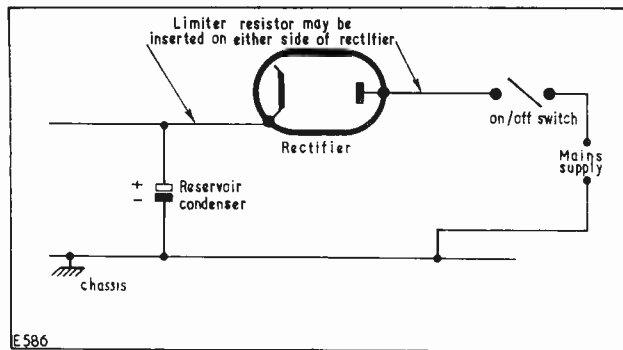 Limiter resistor may be
inserted on either side of rectifier
on/off switch
Rectifier
Mains
supply
+
-
Reservoir
condenser
chassis
E586